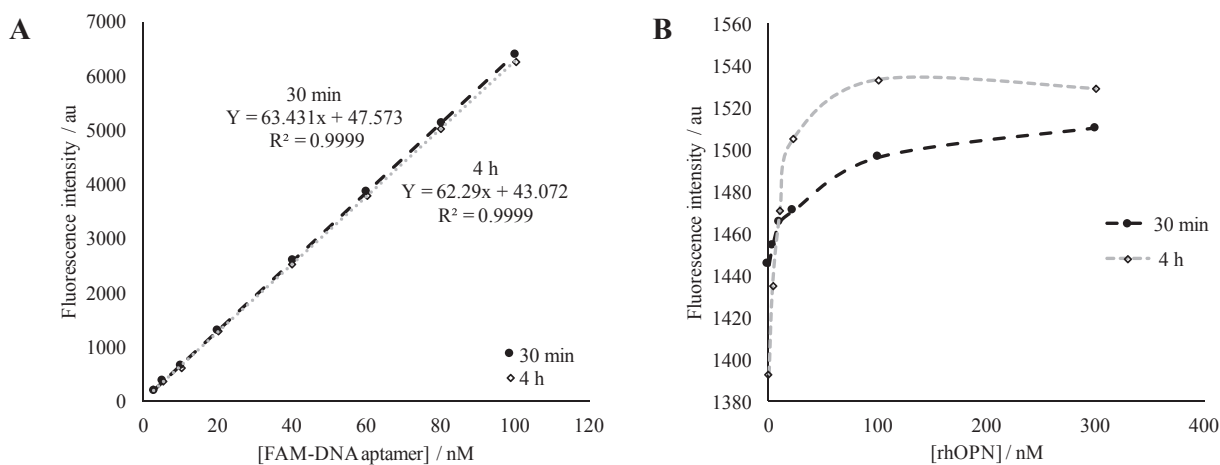 A
Fluorescence intensity / au
7000
6000
5000
4000
3000
2000
1000
0
30 min
Y = 63.431x + 47.573
R² = 0.9999
4 h
Y = 62.29x + 43.072
R² = 0.9999
30 min
4 h
0 20 40 60 80 100 120
[FAM-DNA aptamer] / nM
B
Fluorescence intensity / au
1560
1540
1520
1500
1480
1460
1440
1420
1400
1380
30 min
4 h
0 100 200 300 400
[rhOPN] / nM